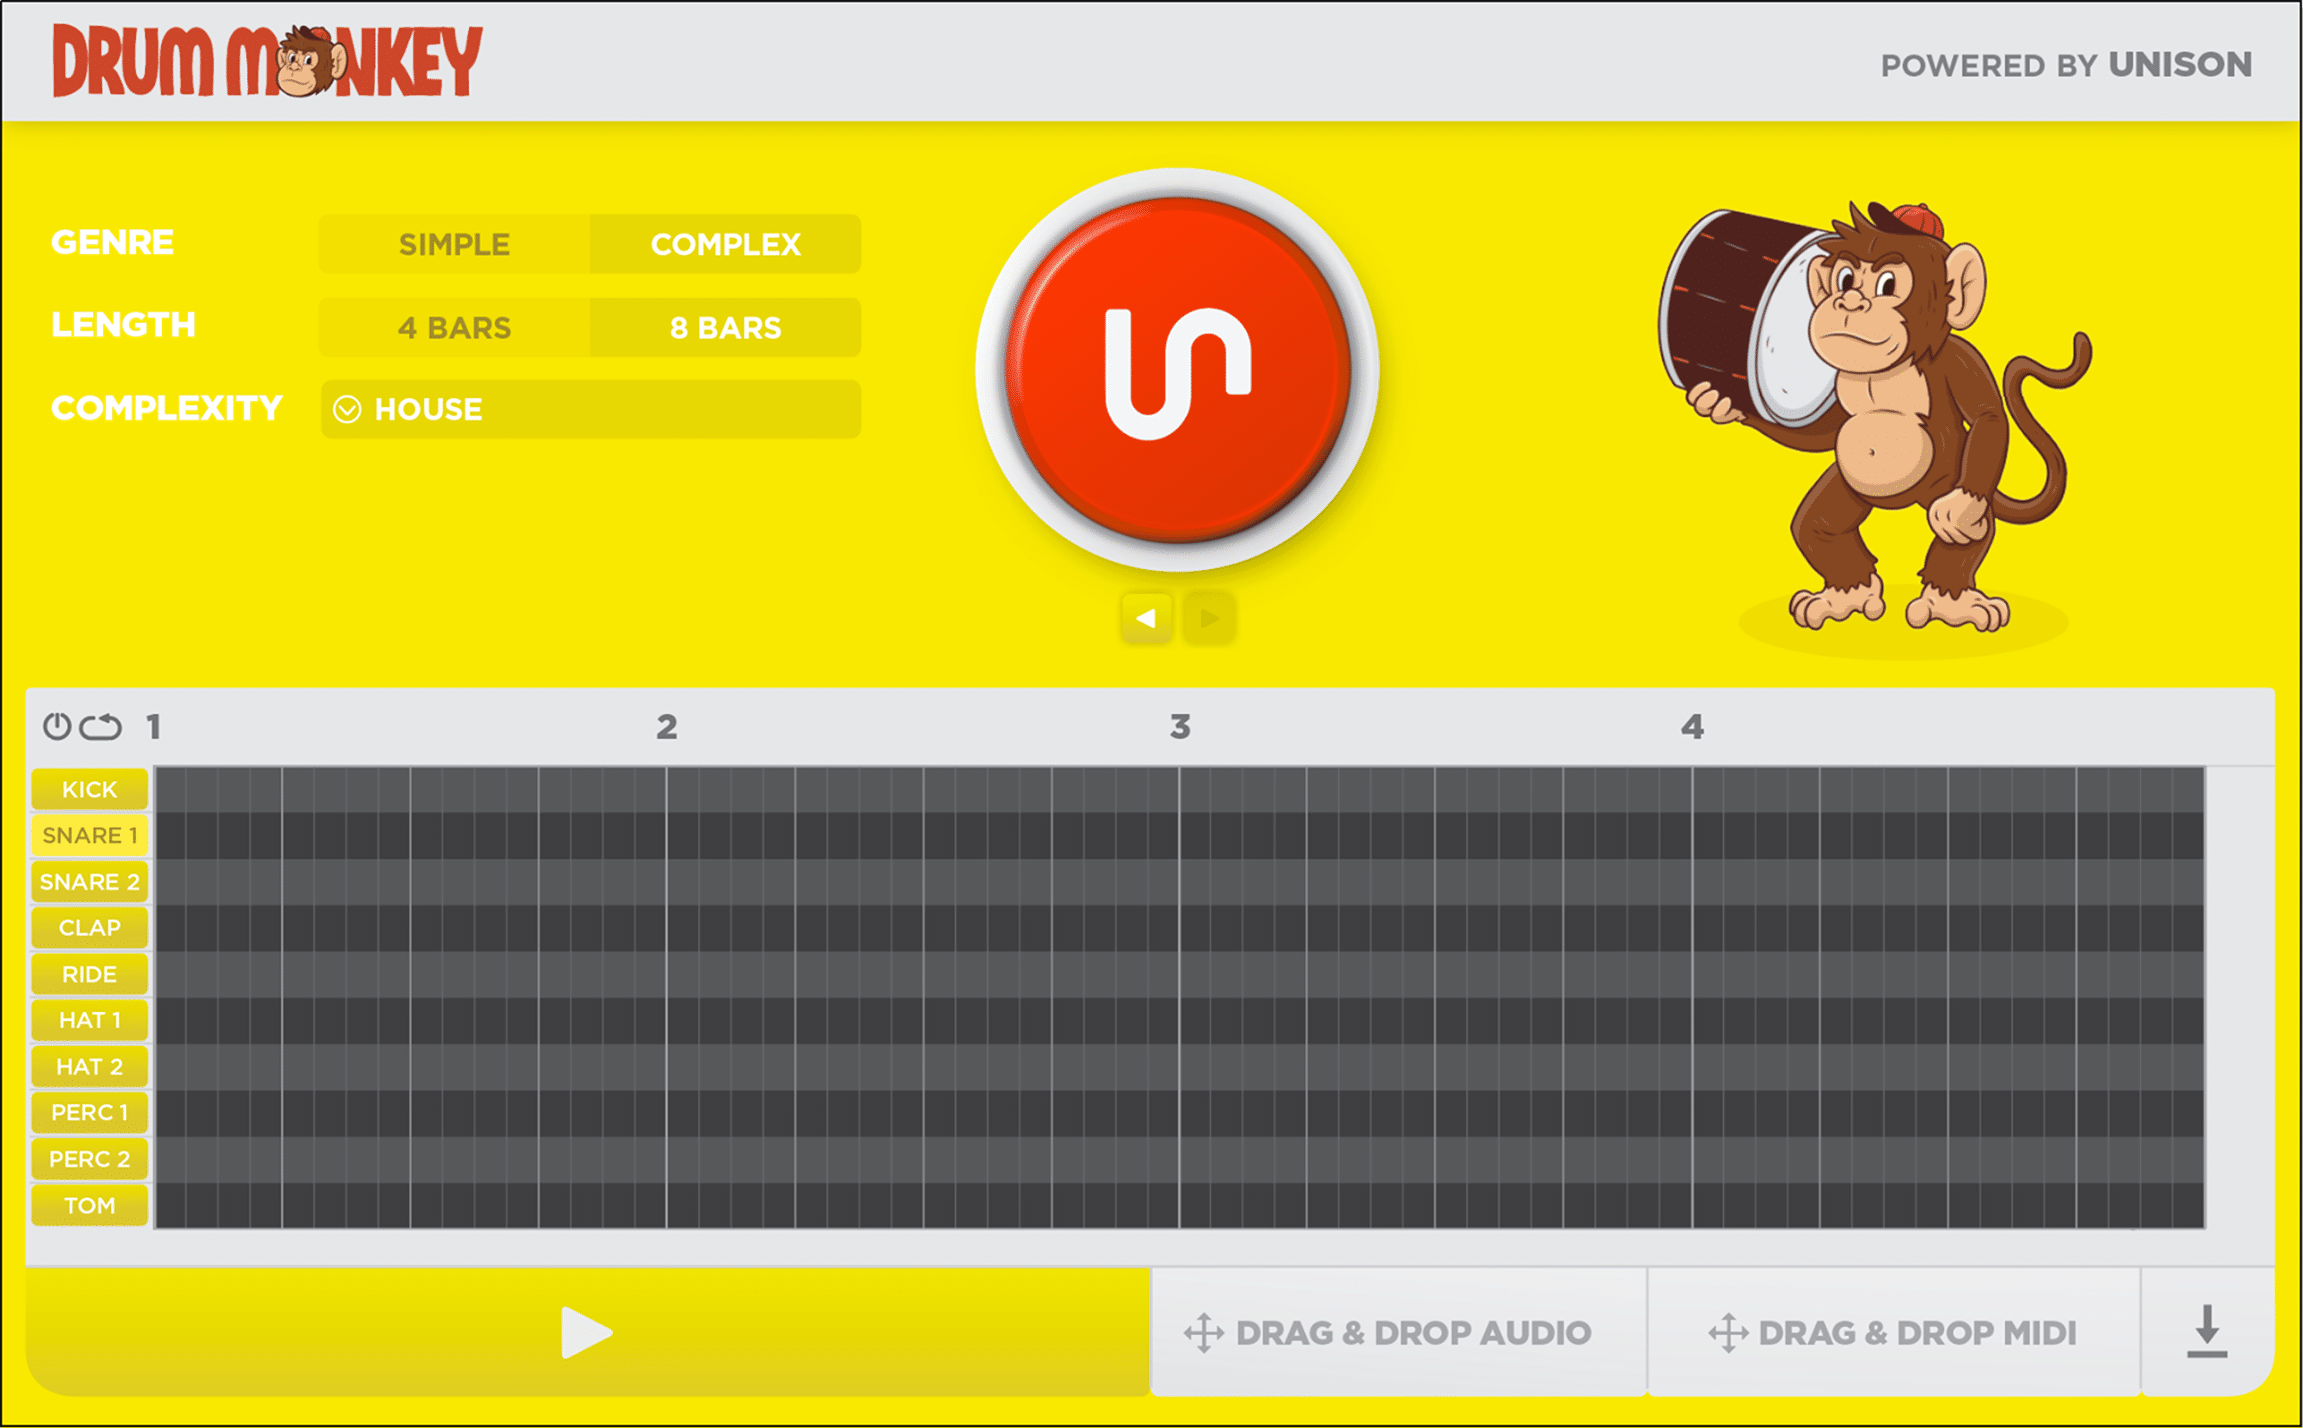 DRUM MONKEY
POWERED BY UNISON
GENRE
SIMPLE COMPLEX
LENGTH
4 BARS 8 BARS
COMPLEXITY
HOUSE
1 2 3 4
KICK
SNARE 1
SNARE 2
CLAP
RIDE
HAT 1
HAT 2
PERC 1
PERC 2
TOM
DRAG & DROP AUDIO
DRAG & DROP MIDI